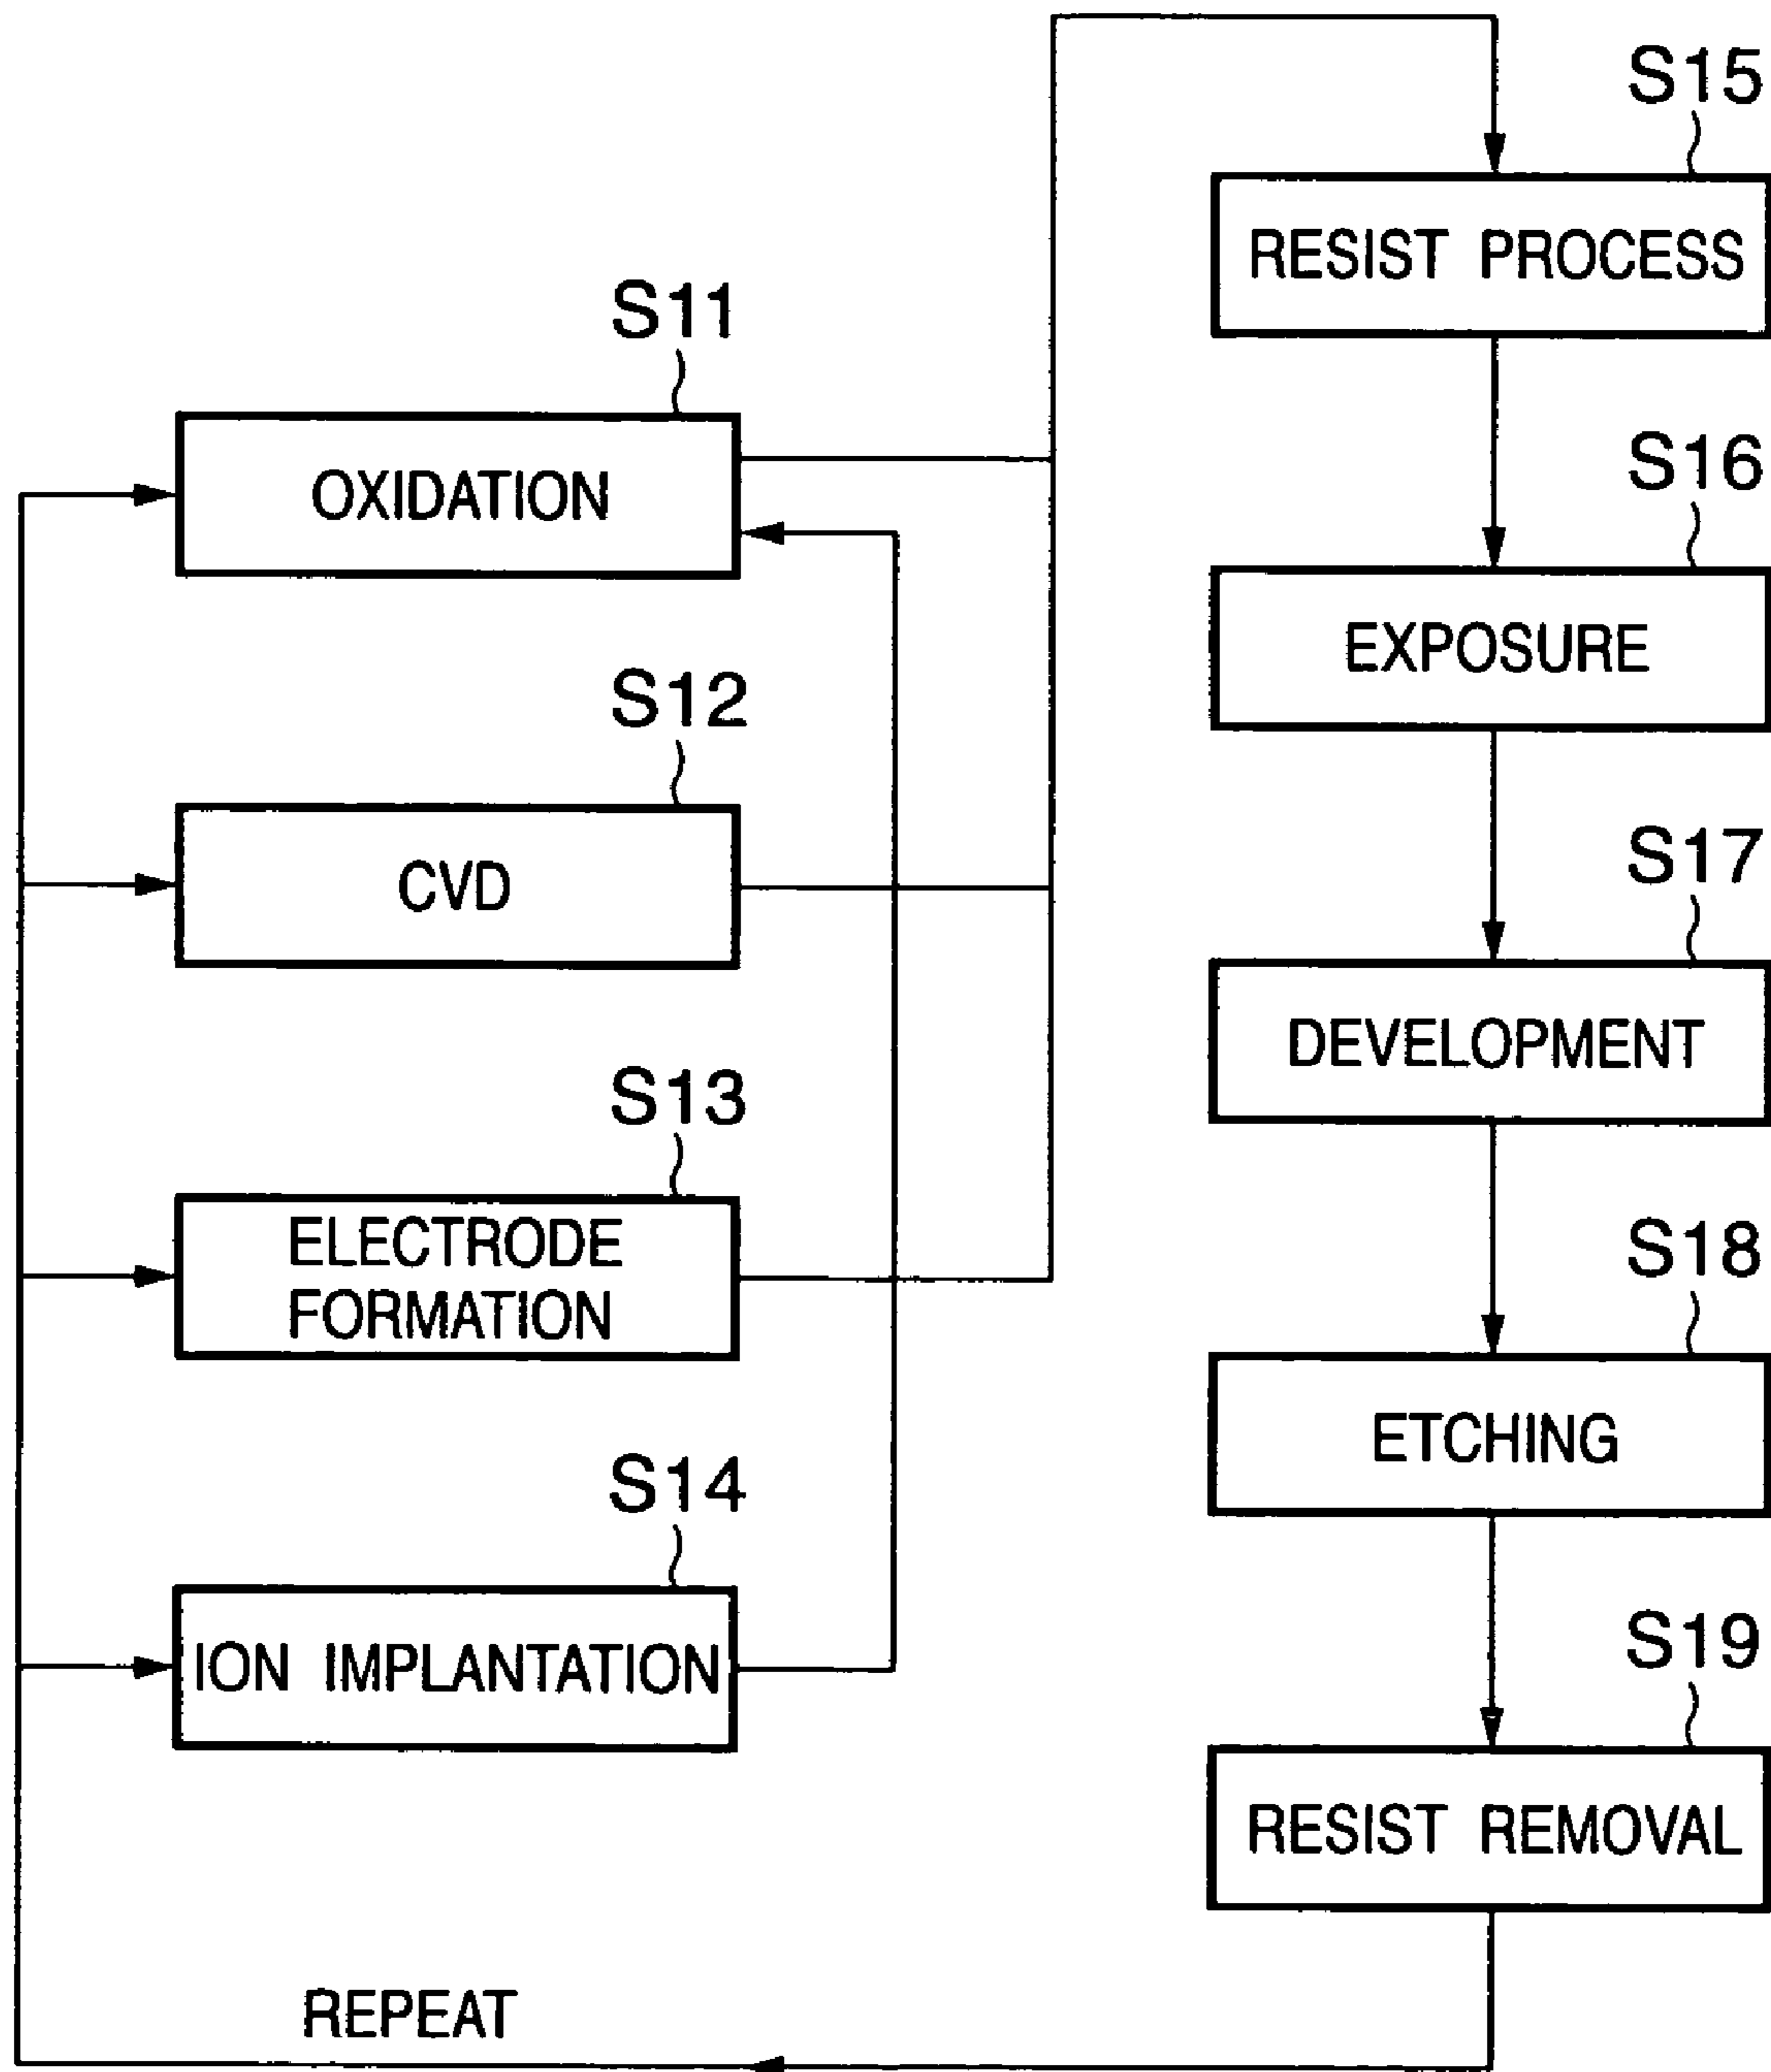 S11
OXIDATION
S12
CVD
S13
ELECTRODE
FORMATION
S14
ION IMPLANTATION
REPEAT
S15
RESIST PROCESS
S16
EXPOSURE
S17
DEVELOPMENT
S18
ETCHING
S19
RESIST REMOVAL